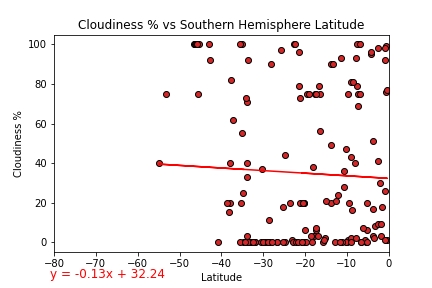 Cloudiness % vs Southern Hemisphere Latitude
Cloudiness %
100
80
60
40
20
0
−80 −70 −60 −50 −40 −30 −20 −10 0
Latitude
y = -0.13x + 32.24